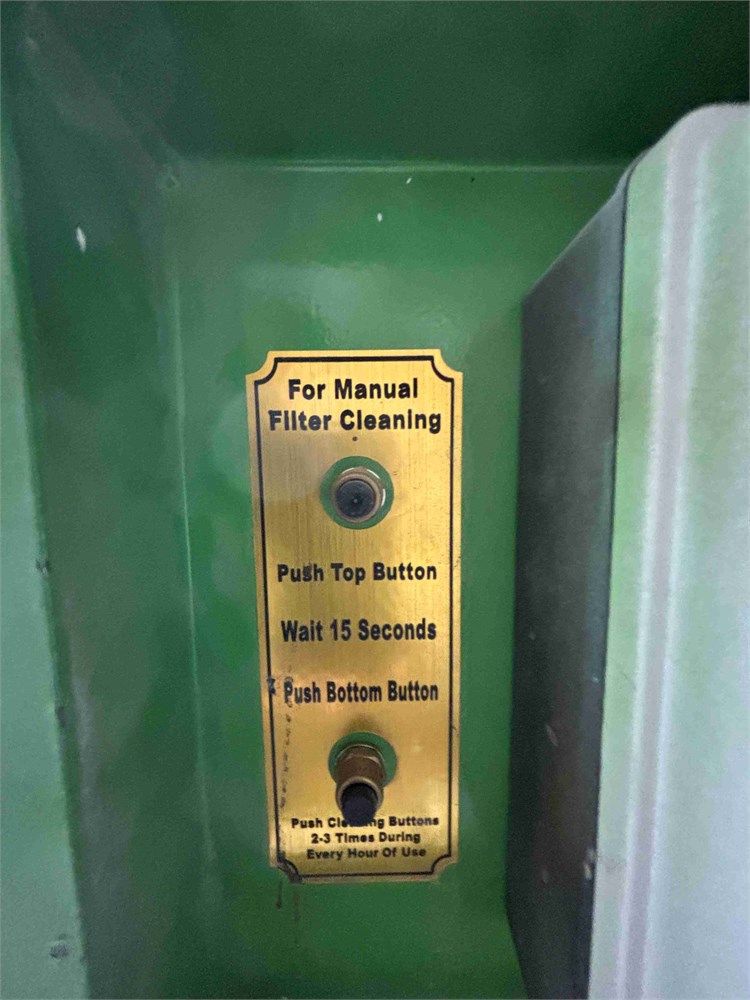 For Manual
Filter Cleaning
Push Top Button
Wait 15 Seconds
Push Bottom Button
Push Cleaning Buttons
2-3 Times During
Every Hour Of Use